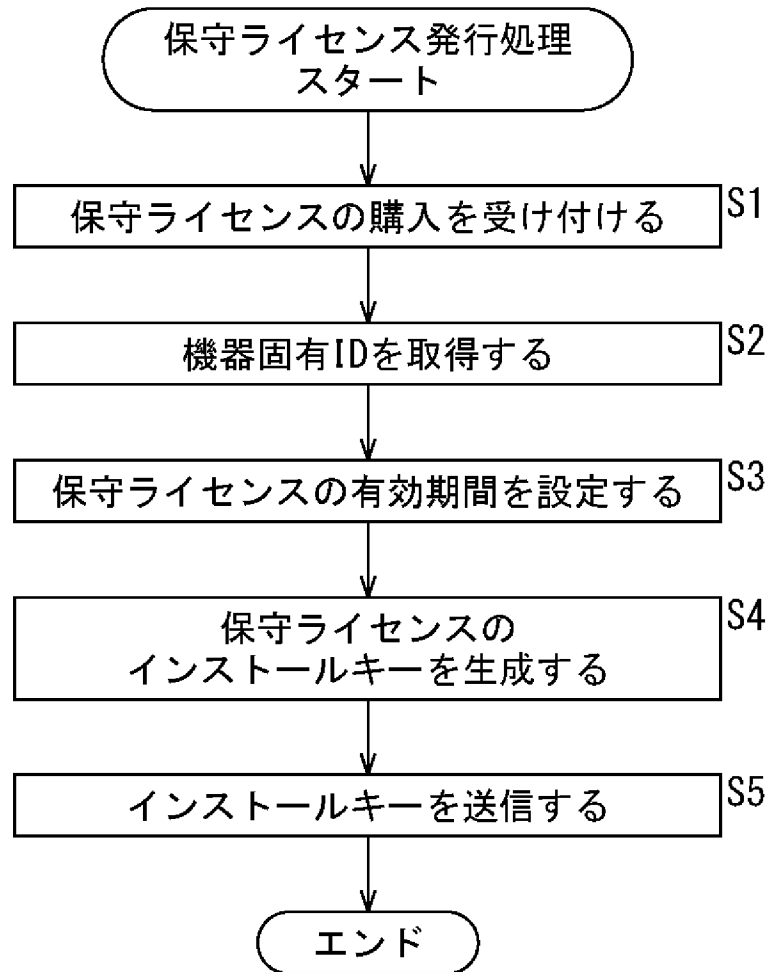 保守ライセンス発行処理
スタート
保守ライセンスの購入を受け付ける
S1
機器固有IDを取得する
S2
保守ライセンスの有効期間を設定する
S3
保守ライセンスの
インストールキーを生成する
S4
インストールキーを送信する
S5
エンド